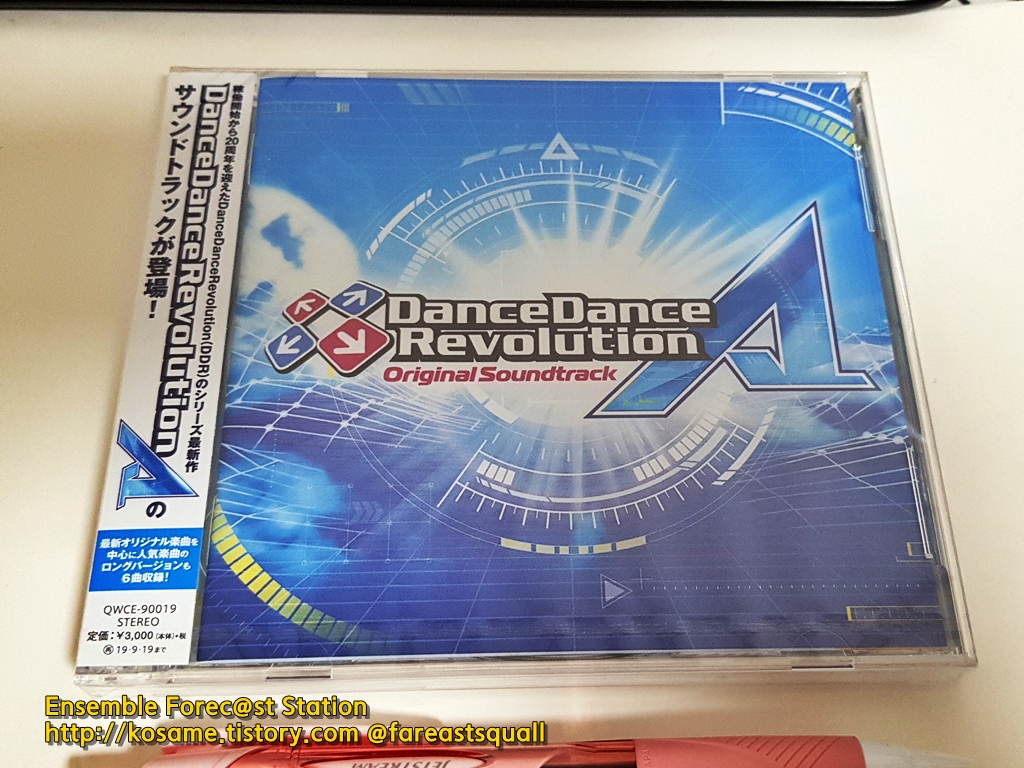 稼働開始から20周年を迎えたDanceDanceRevolution(DDR)のシリーズ最新作
DanceDanceRevolution Aの
サウンドトラックが登場！
最新オリジナル楽曲を
中心に人気楽曲の
ロングバージョンも
6曲収録！
QWCE-90019
STEREO
定価：¥3,000(本体)+税
再19・9・19まで
DanceDance
Revolution A
Original Soundtrack
Ensemble Forec@st Station
http://kosame.tistory.com @fareastsquall
JETSTREAM